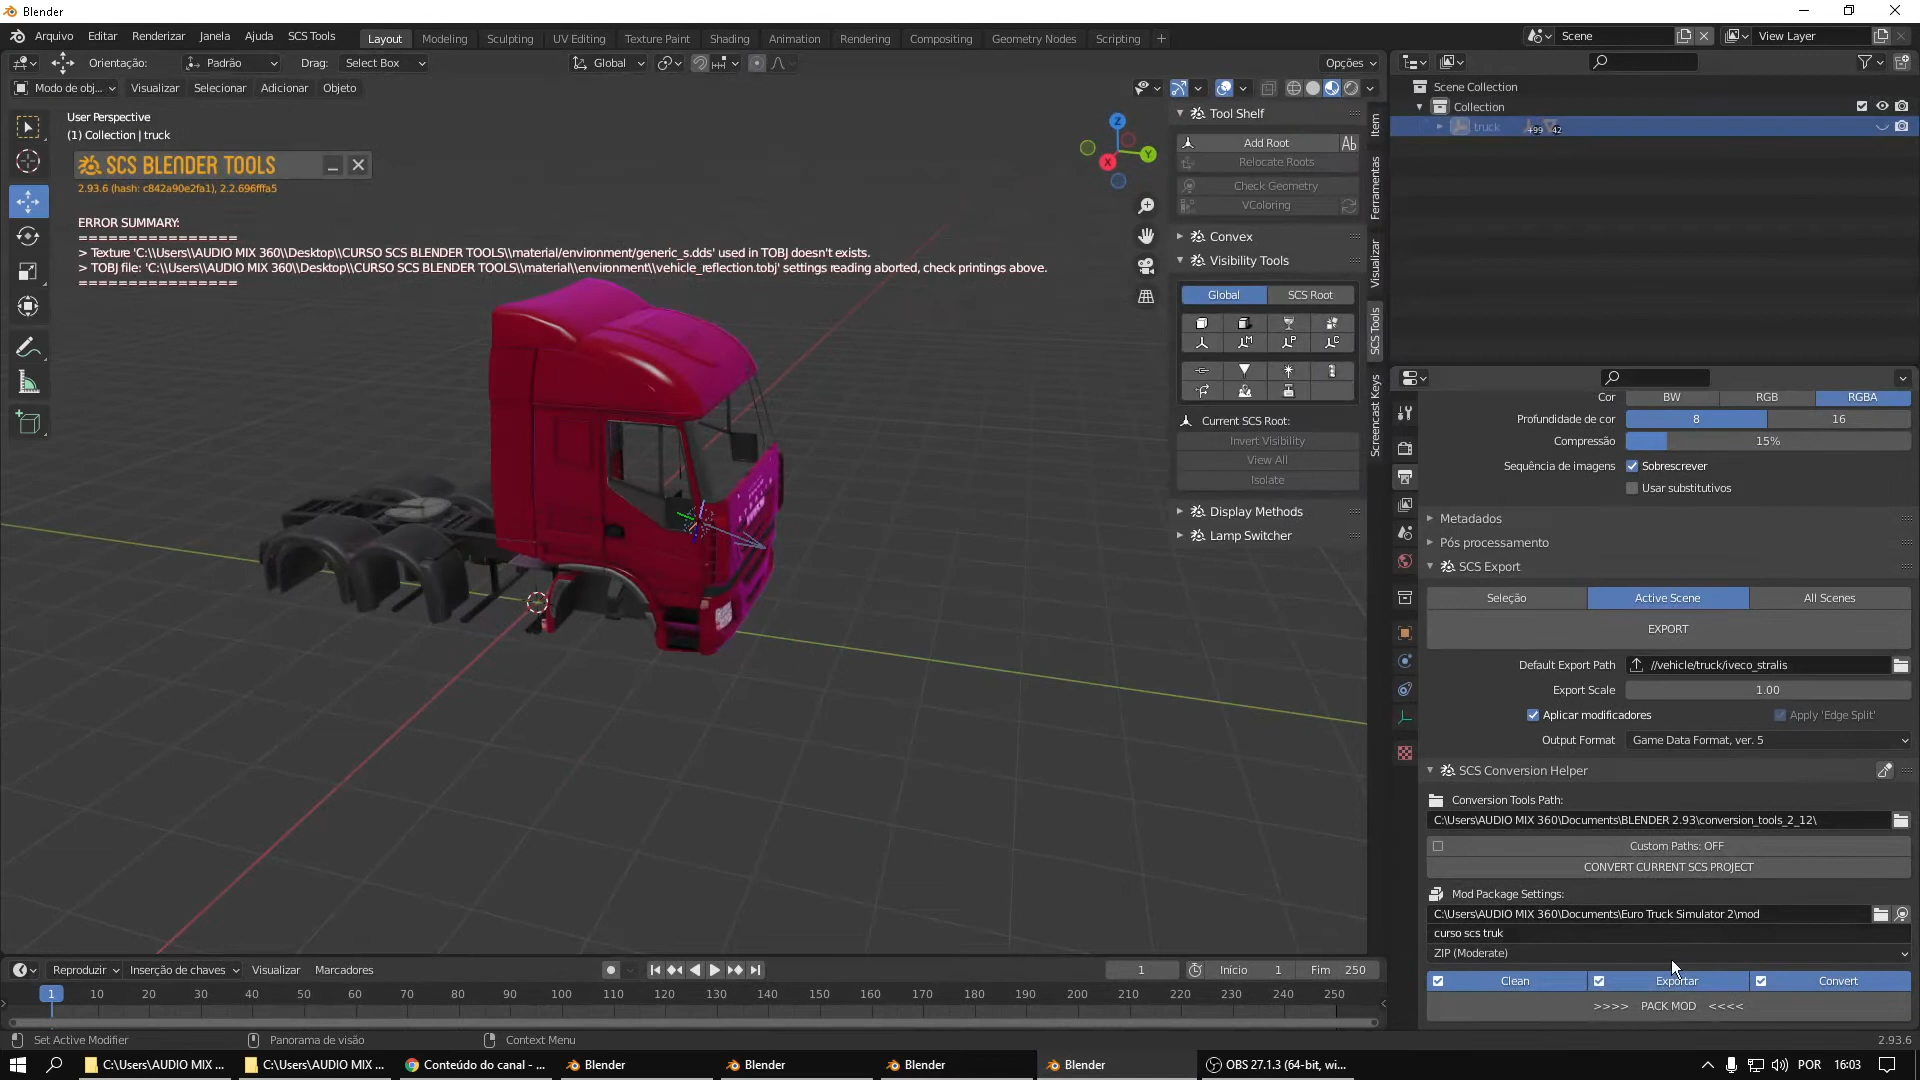 Blender
Arquivo Editar Renderizar Janela Ajuda SCS Tools Layout Modeling Sculpting UV Editing Texture Paint Shading Animation Rendering Compositing Geometry Nodes Scripting Scene View Layer
Orientação: Padrão Drag: Select Box Global Opções
Modo de obj... Visualizar Selecionar Adicionar Objeto
User Perspective
(1) Collection | truck
SCS BLENDER TOOLS
2.93.6 (hash: c842a90e2fa1), 2.2.696fffa5
ERROR SUMMARY:
================
> Texture 'C:\\Users\\AUDIO MIX 360\\Desktop\\CURSO SCS BLENDER TOOLS\\material/environment/generic_s.dds' used in TOBJ doesn't exists.
> TOBJ file: 'C:\\Users\\AUDIO MIX 360\\Desktop\\CURSO SCS BLENDER TOOLS\\material\\environment\\vehicle_reflection.tobj' settings reading aborted, check printings above.
================
Z
Y
X
Tool Shelf
Add Root
Relocate Roots
Check Geometry
VColoring
Convex
Visibility Tools
Global SCS Root
M P C
Current SCS Root:
Invert Visibility
View All
Isolate
Display Methods
Lamp Switcher
Item
Ferramentas
Visualizar
SCS Tools
Screencast Keys
Scene Collection
Collection
truck +99 42
Cor BW RGB RGBA
Profundidade de cor 8 16
Compressão 15%
Sequência de imagens Sobrescrever
Usar substitutivos
Metadados
Pós processamento
SCS Export
Seleção Active Scene All Scenes
EXPORT
Default Export Path //vehicle/truck/iveco_stralis
Export Scale 1.00
Aplicar modificadores Apply 'Edge Split'
Output Format Game Data Format, ver. 5
SCS Conversion Helper
Conversion Tools Path:
C:\Users\AUDIO MIX 360\Documents\BLENDER 2.93\conversion_tools_2_12\
Custom Paths: OFF
CONVERT CURRENT SCS PROJECT
Mod Package Settings:
C:\Users\AUDIO MIX 360\Documents\Euro Truck Simulator 2\mod
curso scs truk
ZIP (Moderate)
Clean Exportar Convert
>>>> PACK MOD <<<<
Reproduzir Inserção de chaves Visualizar Marcadores 1 Início 1 Fim 250
1 10 20 30 40 50 60 70 80 90 100 110 120 130 140 150 160 170 180 190 200 210 220 230 240 250
Set Active Modifier Panorama de visão Context Menu 2.93.6
C:\Users\AUDIO MIX ... C:\Users\AUDIO MIX ... Conteúdo do canal - ... Blender Blender Blender Blender OBS 27.1.3 (64-bit, wi... POR 16:03